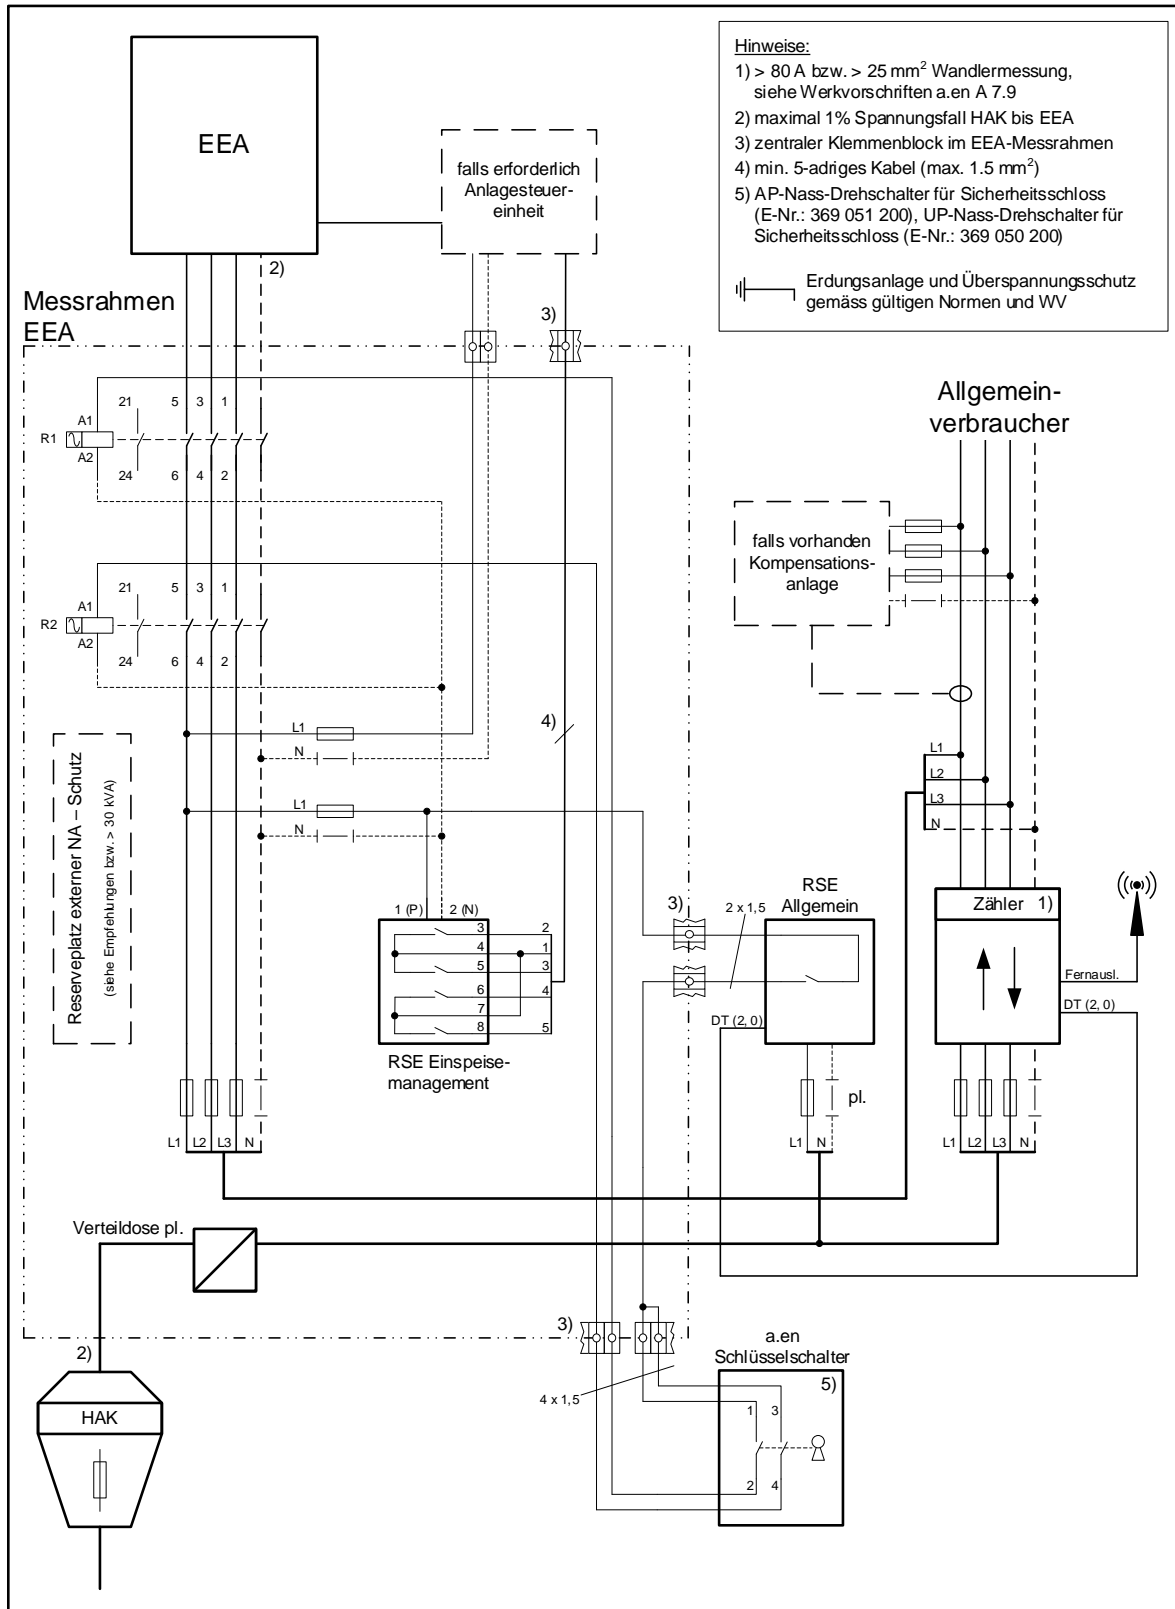 Hinweise:
1) > 80 A bzw. > 25 mm² Wandlermessung,
siehe Werkvorschriften a.en A 7.9
2) maximal 1% Spannungsfall HAK bis EEA
3) zentraler Klemmenblock im EEA-Messrahmen
4) min. 5-adriges Kabel (max. 1.5 mm²)
5) AP-Nass-Drehschalter für Sicherheitsschloss
(E-Nr.: 369 051 200), UP-Nass-Drehschalter für
Sicherheitsschloss (E-Nr.: 369 050 200)
Erdungsanlage und Überspannungsschutz
gemäss gültigen Normen und WV
EEA
falls erforderlich
Anlagesteuer-
einheit
2)
Messrahmen
EEA
3)
21 5 3 1
A1
R1
A2
24 6 4 2
21 5 3 1
A1
R2
A2
24 6 4 2
Allgemein-
verbraucher
falls vorhanden
Kompensations-
anlage
L1
N
4)
L1
N
L1
L2
L3
N
Reserveplatz externer NA – Schutz
(siehe Empfehlungen bzw. > 30 kVA)
1 (P) 2 (N)
3 2
4 1
5 3
6 4
7
8 5
RSE Einspeise-
management
3)
2 x 1,5
RSE
Allgemein
DT (2, 0)
pl.
L1 N
Zähler 1)
Fernausl.
DT (2, 0)
L1 L2 L3 N
L1 L2 L3 N
Verteildose pl.
2)
HAK
3)
4 x 1,5
a.en
Schlüsselschalter
5)
1 3
2 4